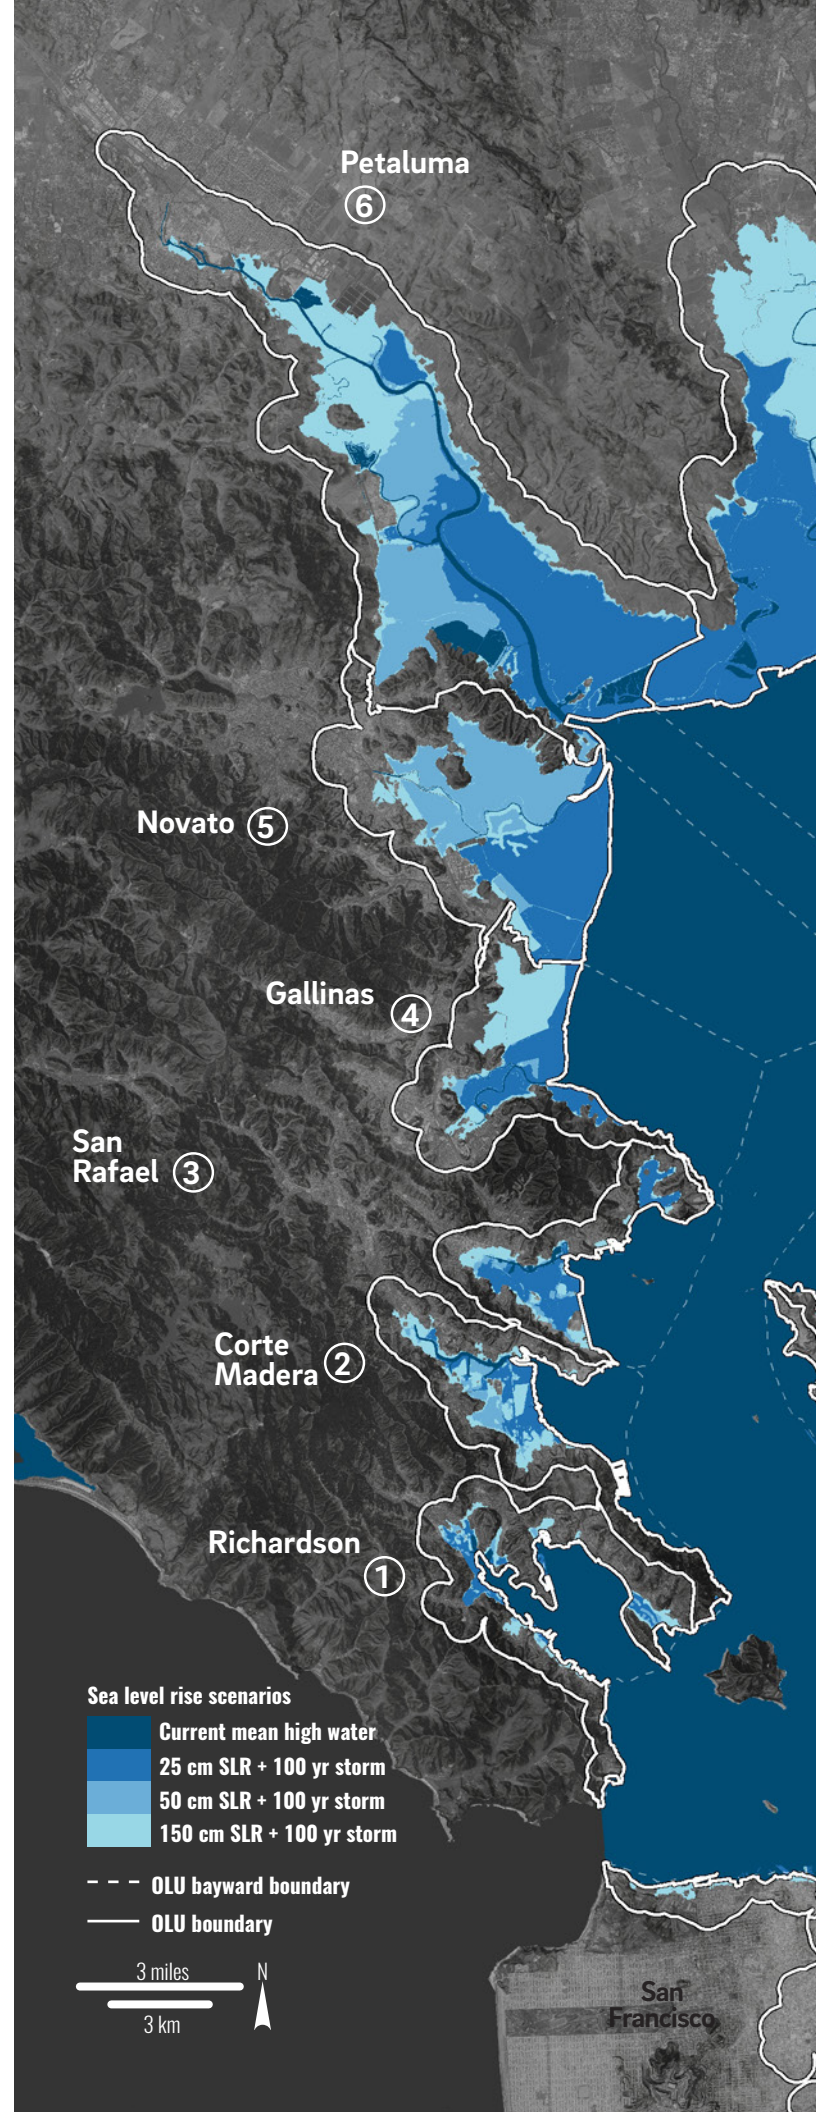 Petaluma
6
Novato 5
Gallinas 4
San
Rafael 3
Corte
Madera 2
Richardson
1
Sea level rise scenarios
Current mean high water
25 cm SLR + 100 yr storm
50 cm SLR + 100 yr storm
150 cm SLR + 100 yr storm
OLU bayward boundary
OLU boundary
3 miles
3 km
N
San
Francisco